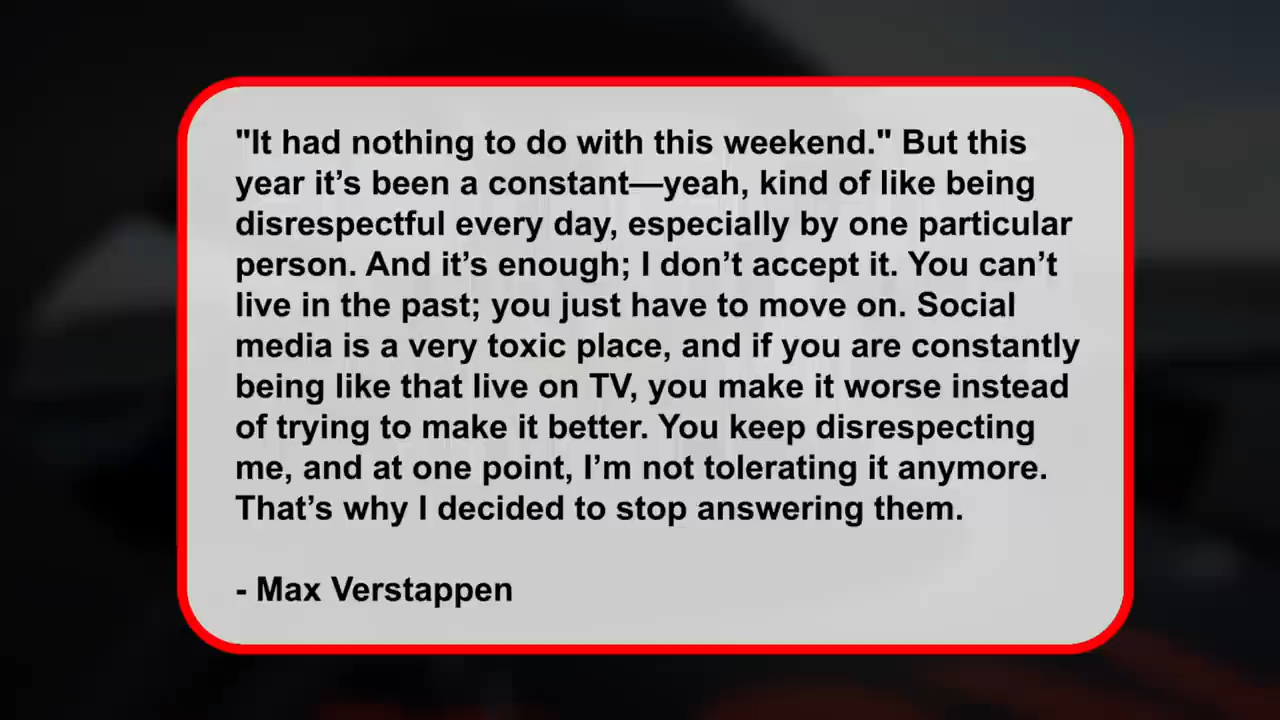 "It had nothing to do with this weekend." But this
year it’s been a constant—yeah, kind of like being
disrespectful every day, especially by one particular
person. And it’s enough; I don’t accept it. You can’t
live in the past; you just have to move on. Social
media is a very toxic place, and if you are constantly
being like that live on TV, you make it worse instead
of trying to make it better. You keep disrespecting
me, and at one point, I’m not tolerating it anymore.
That’s why I decided to stop answering them.
- Max Verstappen